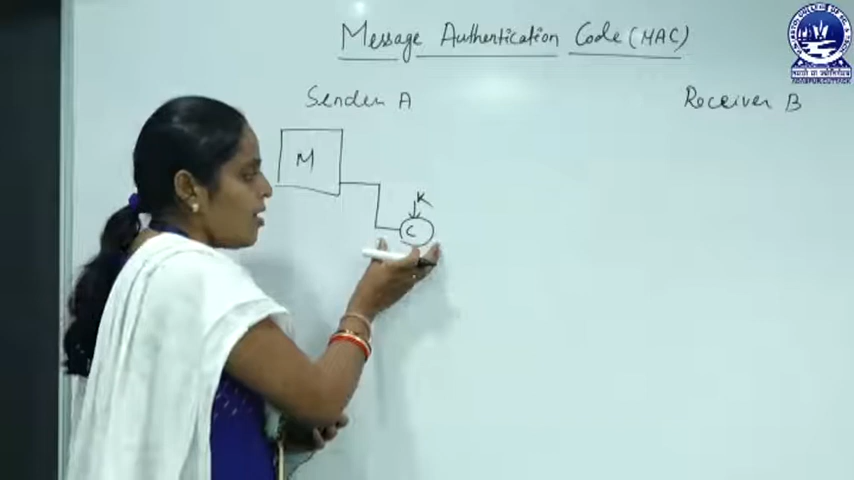 Message Authentication Code (MAC)
Sender A
Receiver B
M
K
C